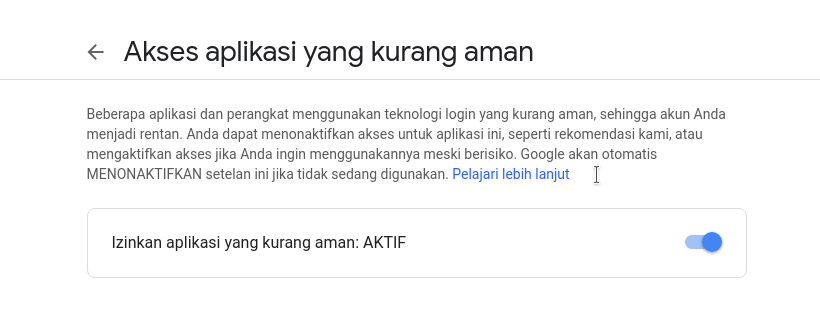 Akses aplikasi yang kurang aman
Beberapa aplikasi dan perangkat menggunakan teknologi login yang kurang aman, sehingga akun Anda
menjadi rentan. Anda dapat menonaktifkan akses untuk aplikasi ini, seperti rekomendasi kami, atau
mengaktifkan akses jika Anda ingin menggunakannya meski berisiko. Google akan otomatis
MENONAKTIFKAN setelan ini jika tidak sedang digunakan. Pelajari lebih lanjut
Izinkan aplikasi yang kurang aman: AKTIF